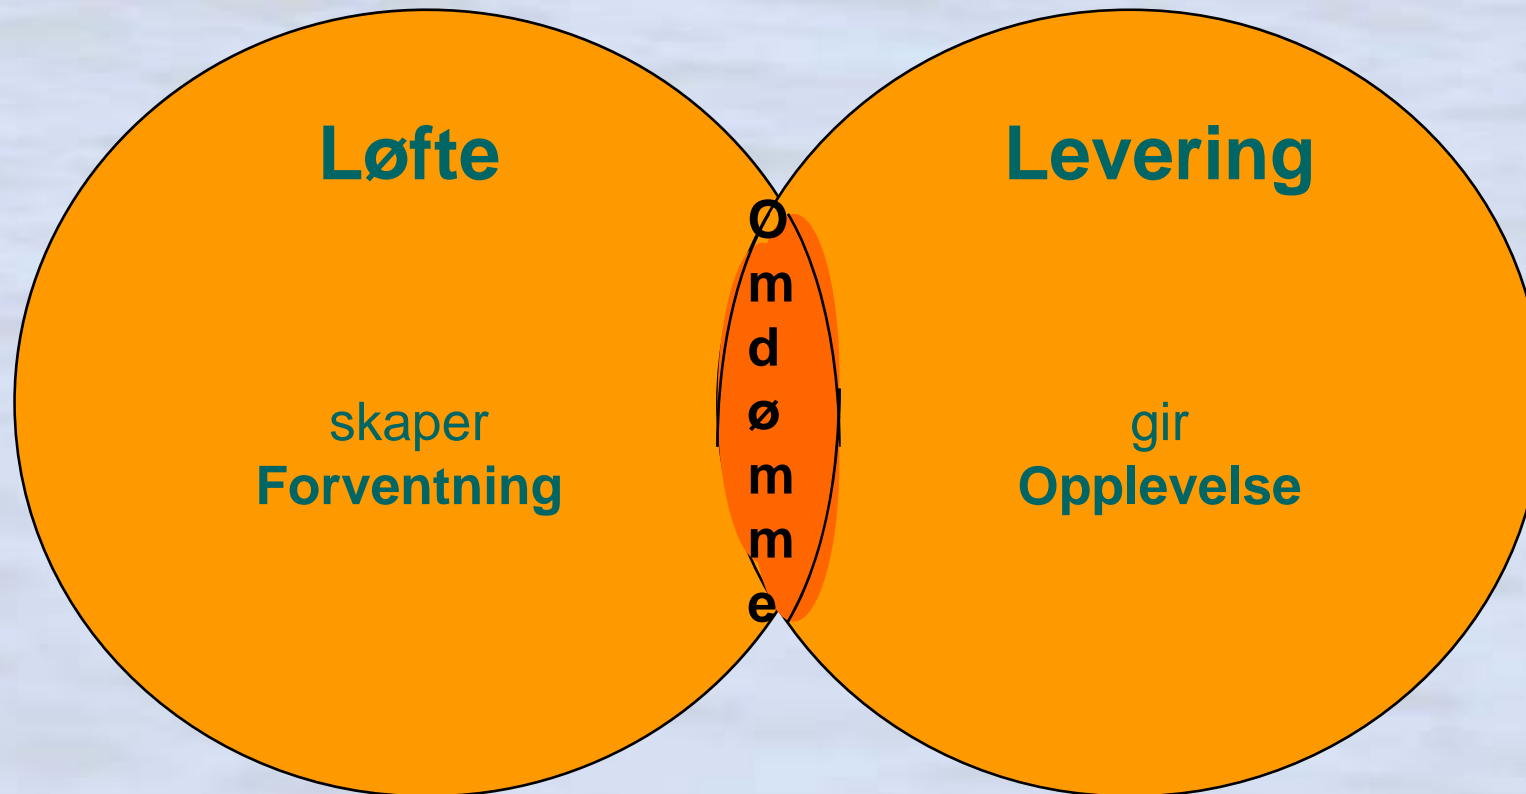 Løfte
skaper
Forventning
O
m
d
ø
m
m
e
Levering
gir
Opplevelse